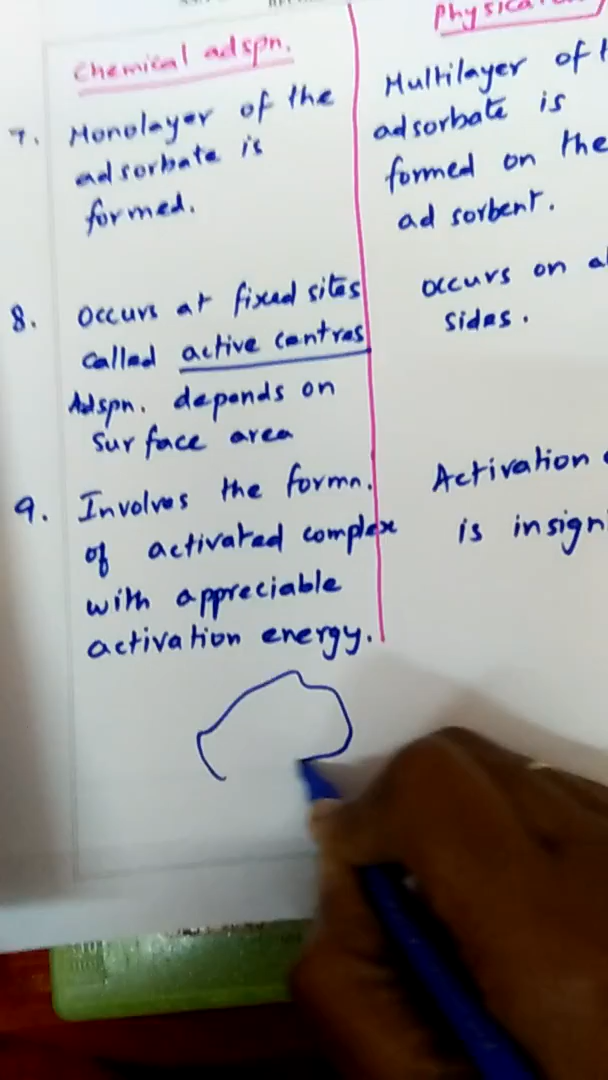 Chemical adspn.
7. Monolayer of the
adsorbate is
formed.
8. Occurs at fixed sites
called active centres
Adspn. depends on
surface area
9. Involves the formn.
of activated complex
with appreciable
activation energy.
Multilayer of
adsorbate is
formed on the
adsorbent.
occurs on
sides.
Activation
is